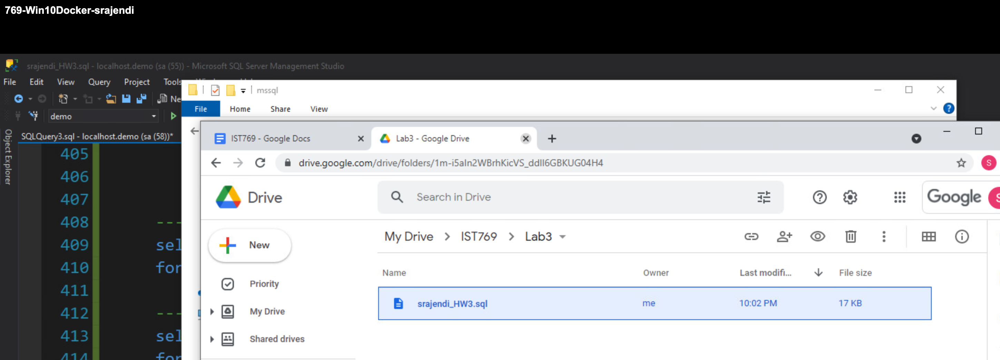 769-Win10Docker-srajendi
srajendi_HW3.sql - localhost.demo (sa (55)) - Microsoft SQL Server Management Studio
File Edit View Query Project Tools
mssql
Ne
File Home Share View
demo
Object Explorer
SQLQuery3.sql - localhost.demo (sa (58))*
IST769 - Google Docs
Lab3 - Google Drive
drive.google.com/drive/folders/1m-i5aIn2WBrhKicVS_ddlI6GBKUG04H4
Drive
Search in Drive
Google
S
New
My Drive > IST769 > Lab3
Name Owner Last modifi... File size
srajendi_HW3.sql me 10:02 PM 17 KB
Priority
My Drive
Shared drives
405
406
407
408 ---
409 sel
410 for
411
412 ---
413 sel
414 for